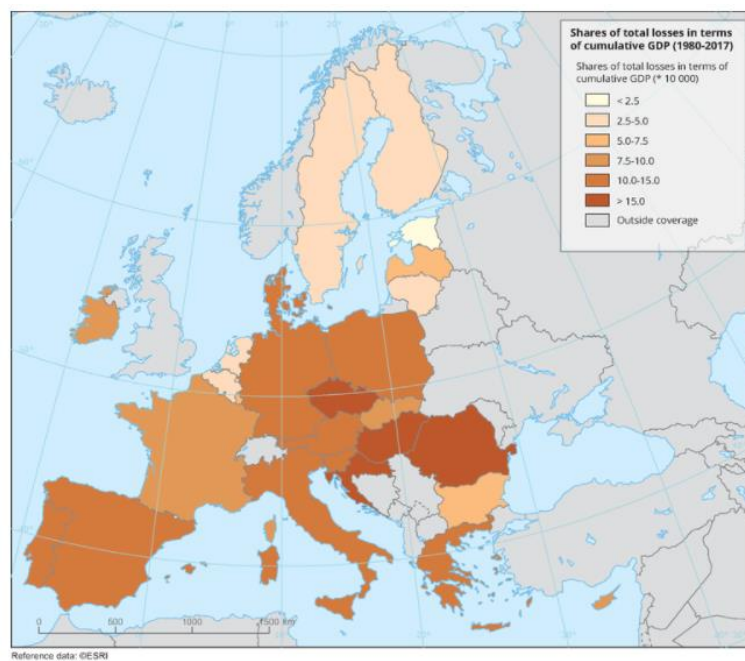 Shares of total losses in terms
of cumulative GDP (1980-2017)
Shares of total losses in terms of
cumulative GDP (* 10 000)
< 2.5
2.5-5.0
5.0-7.5
7.5-10.0
10.0-15.0
> 15.0
Outside coverage
0 500 1000 1500 km
Reference data: ©ESRI